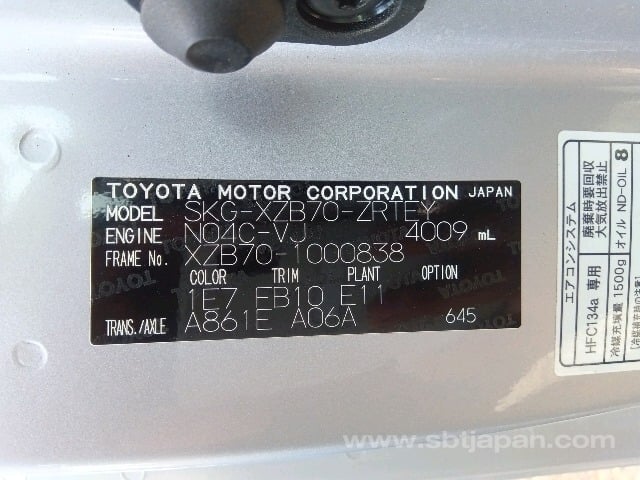 TOYOTA MOTOR CORPORATION JAPAN
MODEL SKG-XZB70-ZRTEY
ENGINE N04C-VJ 4009 mL
FRAME No. XZB70-1000838
COLOR TRIM PLANT OPTION
1E7 FB10 E11
TRANS./AXLE A861E A06A 645
エアコンシステム
廃棄時要回収
大気放出禁止
HFC134a 専用
冷媒充填量 1500g オイル ND-OIL 8
www.sbtjapan.com